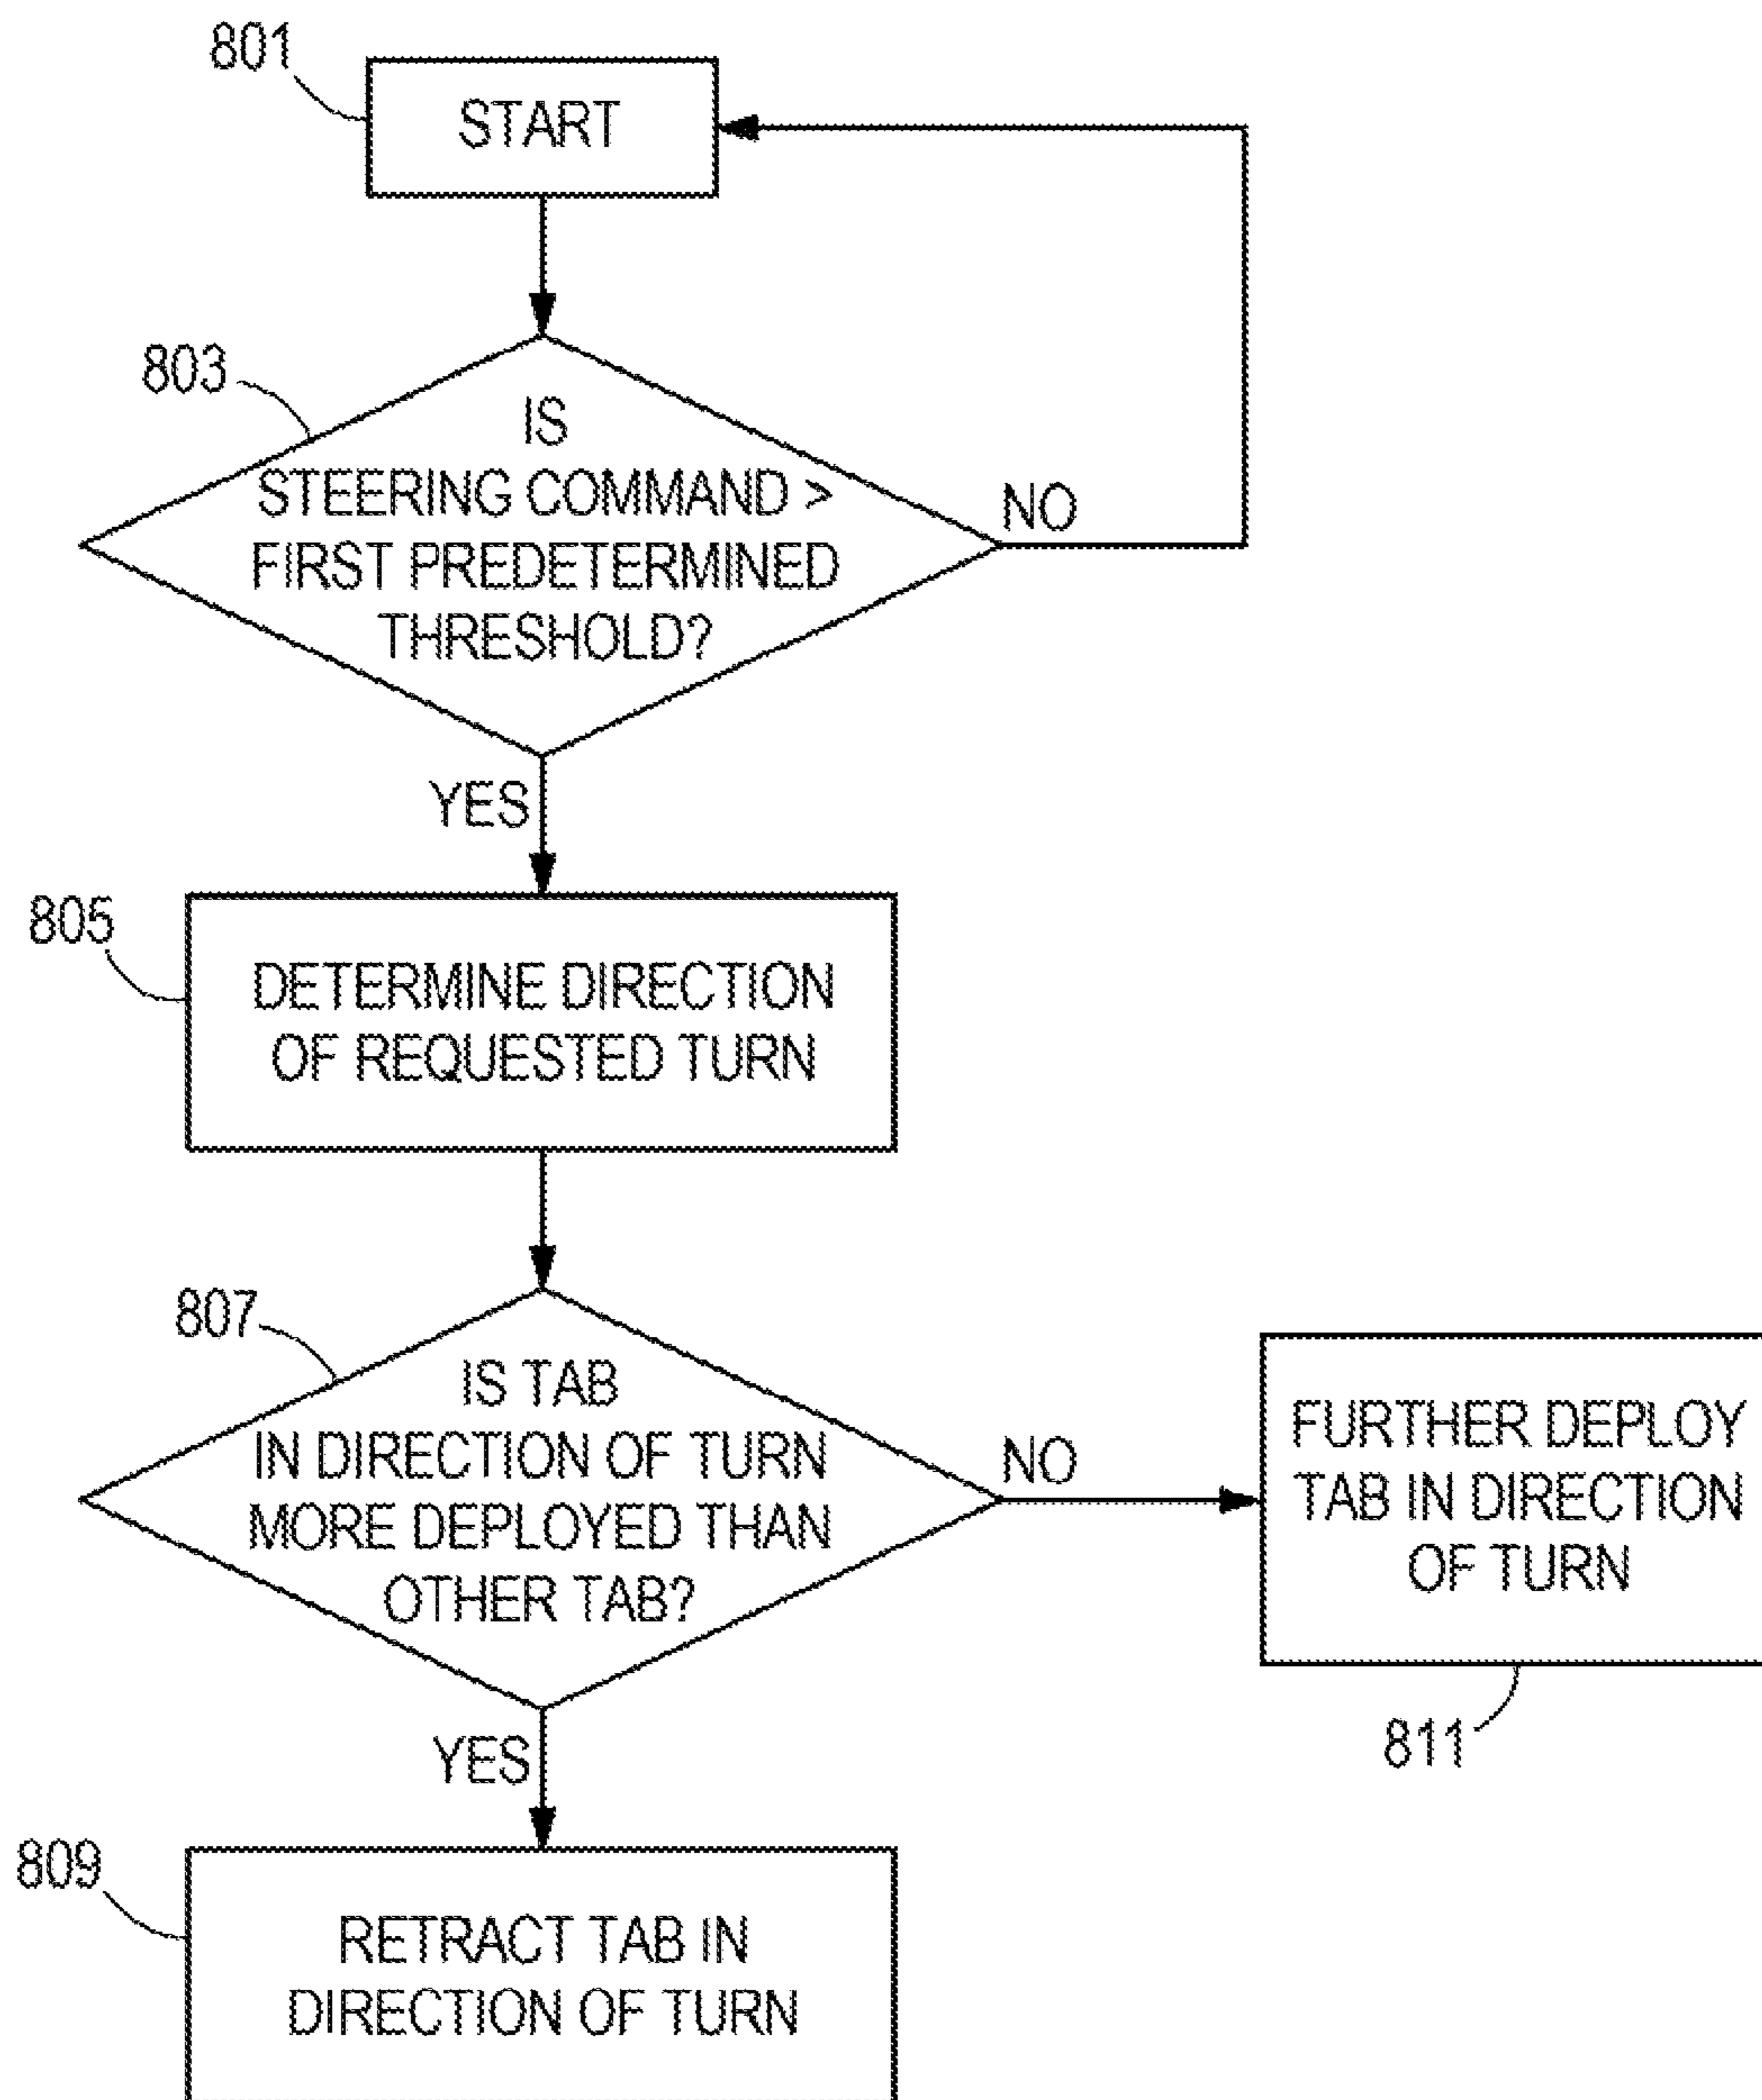 801
START
803
IS
STEERING COMMAND >
FIRST PREDETERMINED
THRESHOLD?
NO
YES
805
DETERMINE DIRECTION
OF REQUESTED TURN
807
IS TAB
IN DIRECTION OF TURN
MORE DEPLOYED THAN
OTHER TAB?
NO
FURTHER DEPLOY
TAB IN DIRECTION
OF TURN
811
YES
809
RETRACT TAB IN
DIRECTION OF TURN